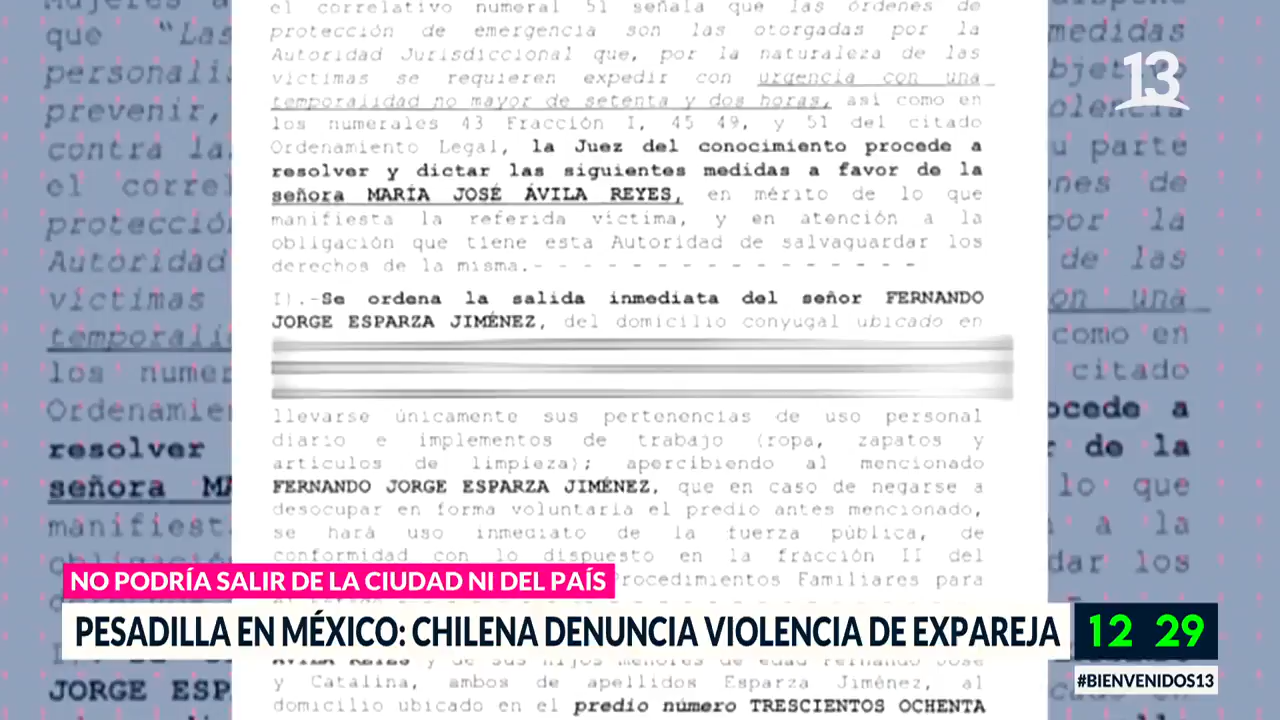 el correlativo numeral 51 señala que las órdenes de
protección de emergencia son las otorgadas por la
Autoridad Jurisdiccional que, por la naturaleza de las
víctimas se requieren expedir con urgencia con una
temporalidad no mayor de setenta y dos horas, así como en
los numerales 43 Fracción I, 45 49, y 51 del citado
Ordenamiento Legal, la Juez del conocimiento procede a
resolver y dictar las siguientes medidas a favor de la
señora MARÍA JOSÉ ÁVILA REYES, en mérito de lo que
manifiesta la referida víctima, y en atención a la
obligación que tiene esta Autoridad de salvaguardar los
derechos de la misma.- - - - - - - - - - - - - - - -
I).-Se ordena la salida inmediata del señor FERNANDO
JORGE ESPARZA JIMÉNEZ, del domicilio conyugal ubicado en
llevarse únicamente sus pertenencias de uso personal
diario e implementos de trabajo (ropa, zapatos y
artículos de limpieza); apercibiendo al mencionado
FERNANDO JORGE ESPARZA JIMÉNEZ, que en caso de negarse a
desocupar en forma voluntaria el predio antes mencionado,
se hará uso inmediato de la fuerza pública, de
conformidad con lo dispuesto en la fracción II del
Procedimientos Familiares para
ÁVILA REYES y de sus hijos menores de edad Fernando José
y Catalina, ambos de apellidos Esparza Jiménez, al
domicilio ubicado en el predio número TRESCIENTOS OCHENTA
13
NO PODRÍA SALIR DE LA CIUDAD NI DEL PAÍS
PESADILLA EN MÉXICO: CHILENA DENUNCIA VIOLENCIA DE EXPAREJA
12 29
#BIENVENIDOS13